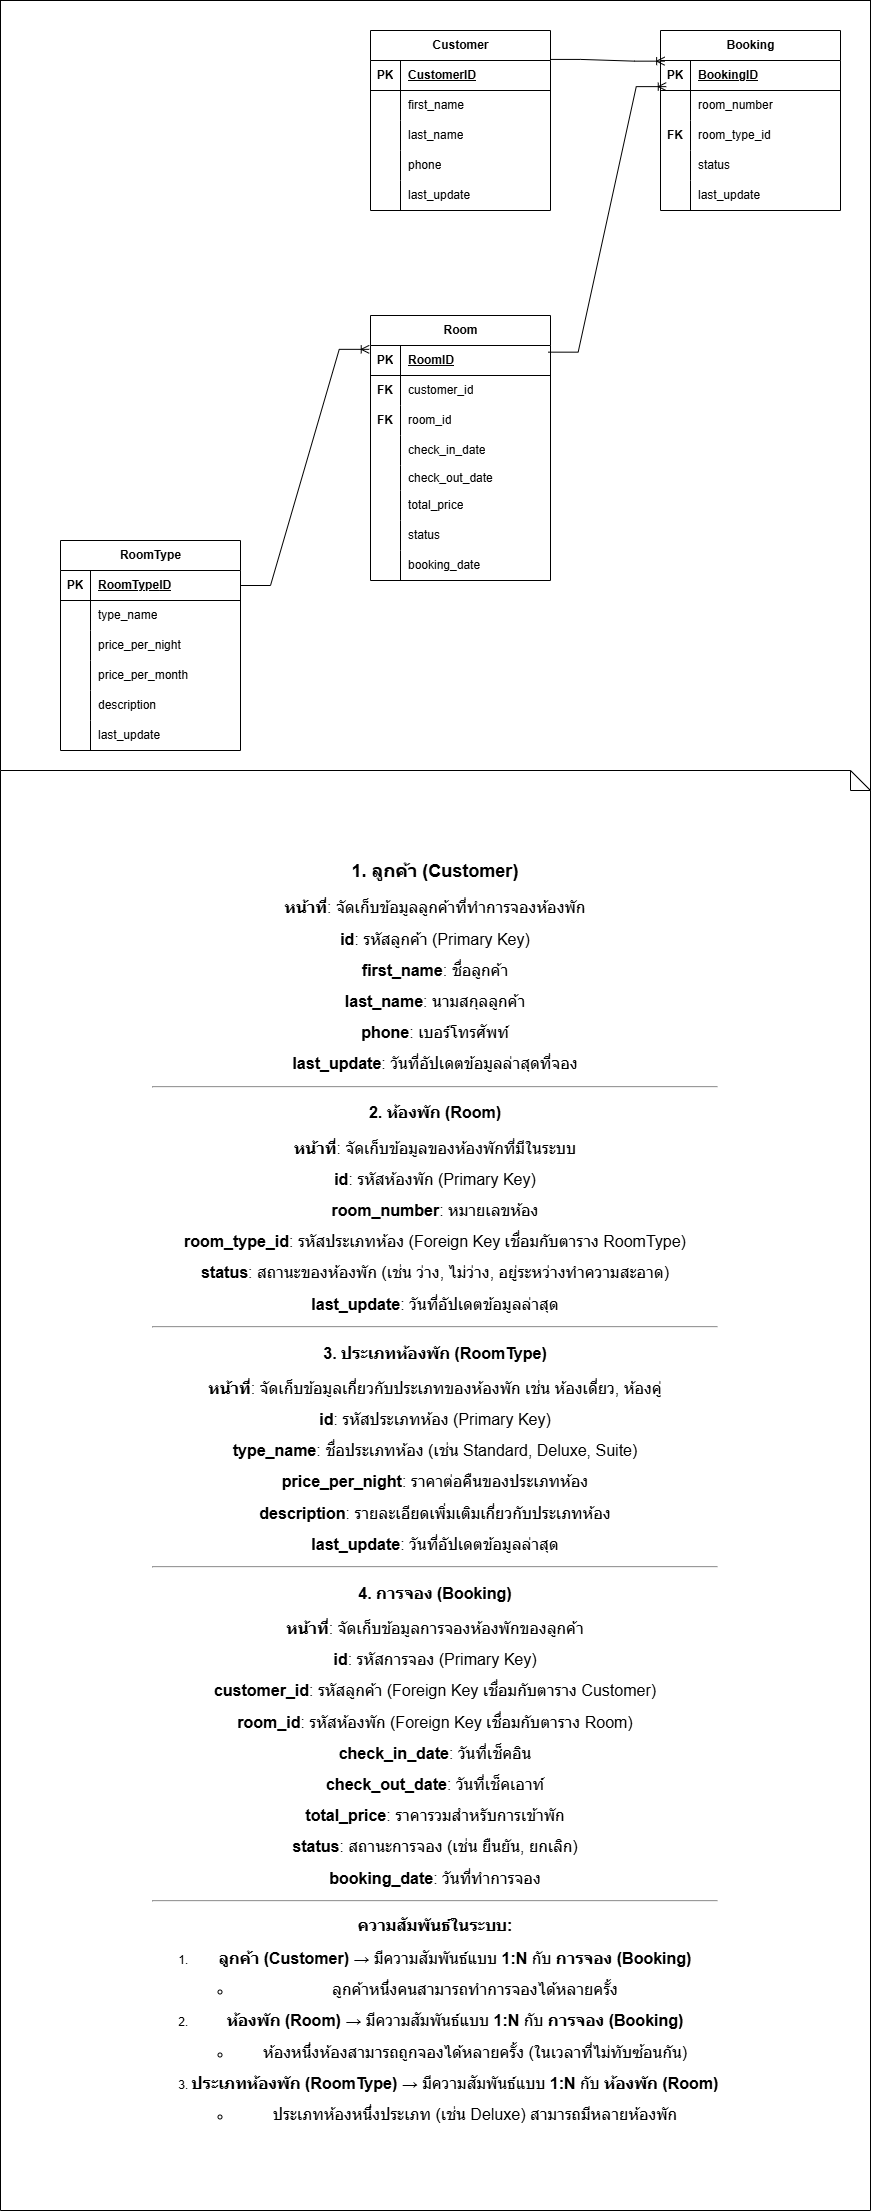 Customer
PK CustomerID
first_name
last_name
phone
last_update
Booking
PK BookingID
room_number
FK room_type_id
status
last_update
Room
PK RoomID
FK customer_id
FK room_id
check_in_date
check_out_date
total_price
status
booking_date
RoomType
PK RoomTypeID
type_name
price_per_night
price_per_month
description
last_update
1. ลูกค้า (Customer)
หน้าที่: จัดเก็บข้อมูลลูกค้าที่ทำการจองห้องพัก
id: รหัสลูกค้า (Primary Key)
first_name: ชื่อลูกค้า
last_name: นามสกุลลูกค้า
phone: เบอร์โทรศัพท์
last_update: วันที่อัปเดตข้อมูลล่าสุดที่จอง
2. ห้องพัก (Room)
หน้าที่: จัดเก็บข้อมูลของห้องพักที่มีในระบบ
id: รหัสห้องพัก (Primary Key)
room_number: หมายเลขห้อง
room_type_id: รหัสประเภทห้อง (Foreign Key เชื่อมกับตาราง RoomType)
status: สถานะของห้องพัก (เช่น ว่าง, ไม่ว่าง, อยู่ระหว่างทำความสะอาด)
last_update: วันที่อัปเดตข้อมูลล่าสุด
3. ประเภทห้องพัก (RoomType)
หน้าที่: จัดเก็บข้อมูลเกี่ยวกับประเภทของห้องพัก เช่น ห้องเดี่ยว, ห้องคู่
id: รหัสประเภทห้อง (Primary Key)
type_name: ชื่อประเภทห้อง (เช่น Standard, Deluxe, Suite)
price_per_night: ราคาต่อคืนของประเภทห้อง
description: รายละเอียดเพิ่มเติมเกี่ยวกับประเภทห้อง
last_update: วันที่อัปเดตข้อมูลล่าสุด
4. การจอง (Booking)
หน้าที่: จัดเก็บข้อมูลการจองห้องพักของลูกค้า
id: รหัสการจอง (Primary Key)
customer_id: รหัสลูกค้า (Foreign Key เชื่อมกับตาราง Customer)
room_id: รหัสห้องพัก (Foreign Key เชื่อมกับตาราง Room)
check_in_date: วันที่เช็คอิน
check_out_date: วันที่เช็คเอาท์
total_price: ราคารวมสำหรับการเข้าพัก
status: สถานะการจอง (เช่น ยืนยัน, ยกเลิก)
booking_date: วันที่ทำการจอง
ความสัมพันธ์ในระบบ:
1. ลูกค้า (Customer) → มีความสัมพันธ์แบบ 1:N กับ การจอง (Booking)
ลูกค้าหนึ่งคนสามารถทำการจองได้หลายครั้ง
2. ห้องพัก (Room) → มีความสัมพันธ์แบบ 1:N กับ การจอง (Booking)
ห้องหนึ่งห้องสามารถถูกจองได้หลายครั้ง (ในเวลาที่ไม่ทับซ้อนกัน)
3. ประเภทห้องพัก (RoomType) → มีความสัมพันธ์แบบ 1:N กับ ห้องพัก (Room)
ประเภทห้องหนึ่งประเภท (เช่น Deluxe) สามารถมีหลายห้องพัก